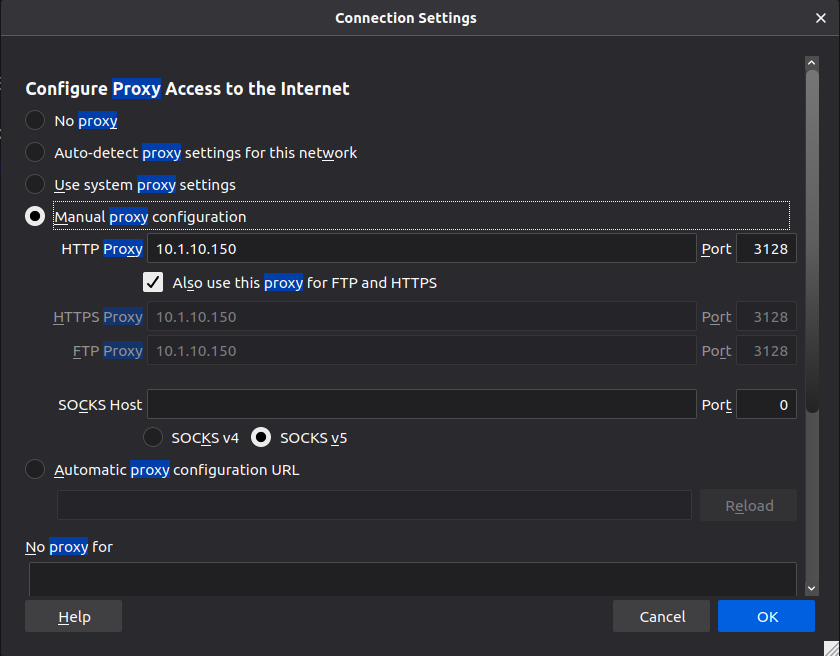 Connection Settings
Configure Proxy Access to the Internet
No proxy
Auto-detect proxy settings for this network
Use system proxy settings
Manual proxy configuration
HTTP Proxy 10.1.10.150 Port 3128
Also use this proxy for FTP and HTTPS
HTTPS Proxy 10.1.10.150 Port 3128
FTP Proxy 10.1.10.150 Port 3128
SOCKS Host Port 0
SOCKS v4 SOCKS v5
Automatic proxy configuration URL
Reload
No proxy for
Help Cancel OK